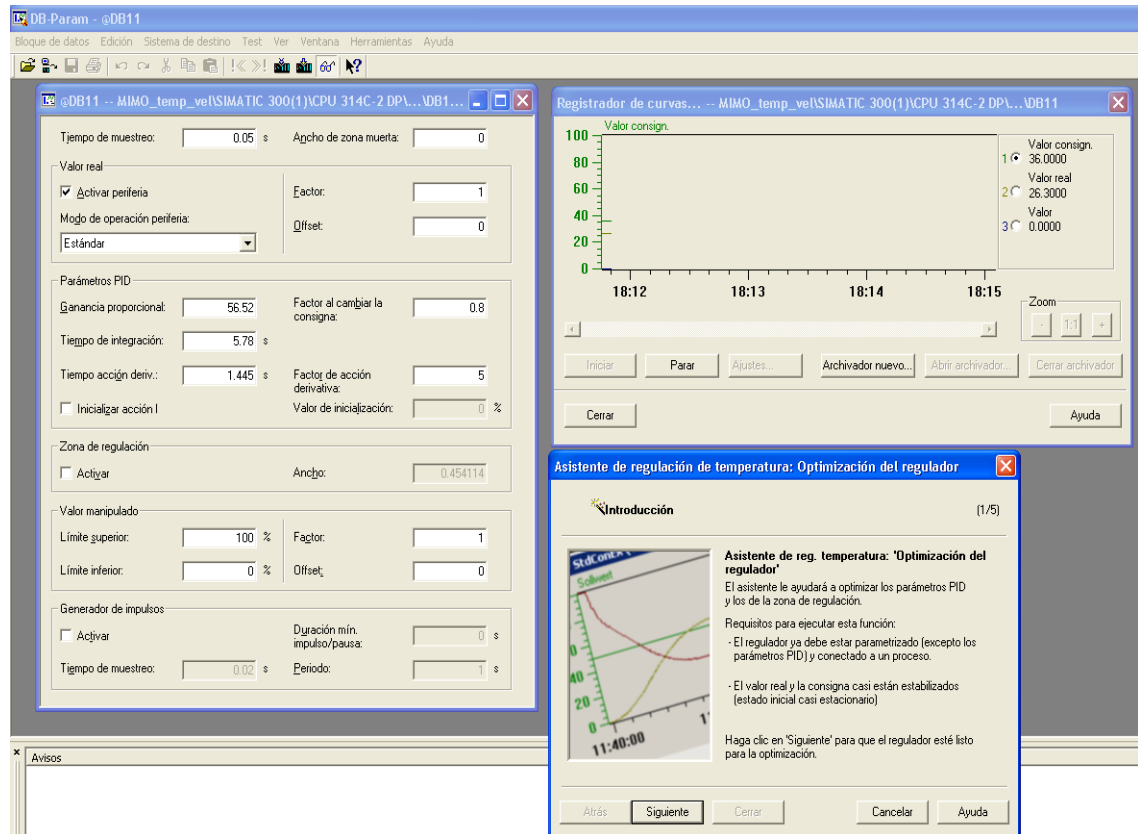 DB-Param - @DB11
Bloque de datos Edición Sistema de destino Test Ver Ventana Herramientas Ayuda
@DB11 -- MIMO_temp_vel\SIMATIC 300(1)\CPU 314C-2 DP\...\DB1...
Tiempo de muestreo: 0.05 s Ancho de zona muerta: 0
Valor real
Activar periferia Factor: 1
Modo de operación periferia:
Offset: 0
Estándar
Parámetros PID
Ganancia proporcional: 56.52 Factor al cambiar la consigna: 0.8
Tiempo de integración: 5.78 s
Tiempo acción deriv.: 1.445 s Factor de acción derivativa: 5
Inicializar acción I Valor de inicialización: 0 %
Zona de regulación
Activar Ancho: 0.454114
Valor manipulado
Límite superior: 100 % Factor: 1
Límite inferior: 0 % Offset: 0
Generador de impulsos
Activar Duración mín. impulso/pausa: 0 s
Tiempo de muestreo: 0.02 s Periodo: 1 s
Registrador de curvas... -- MIMO_temp_vel\SIMATIC 300(1)\CPU 314C-2 DP\...\DB11
Valor consign.
100
80
60
40
20
0
18:12 18:13 18:14 18:15
Valor consign.
1 36.0000
Valor real
2 26.3000
Valor
3 0.0000
Zoom
- 1:1 +
Iniciar Parar Ajustes... Archivador nuevo... Abrir archivador... Cerrar archivador
Cerrar Ayuda
Asistente de regulación de temperatura: Optimización del regulador
Introducción (1/5)
StdContX
Sollwert
0
40
20
0
11:40:00
Asistente de reg. temperatura: 'Optimización del
regulador'
El asistente le ayudará a optimizar los parámetros PID
y los de la zona de regulación.
Requisitos para ejecutar esta función:
- El regulador ya debe estar parametrizado (excepto los
parámetros PID) y conectado a un proceso.
- El valor real y la consigna casi están estabilizados
(estado inicial casi estacionario)
Haga clic en 'Siguiente' para que el regulador esté listo
para la optimización.
Atrás Siguiente Cerrar Cancelar Ayuda
Avisos